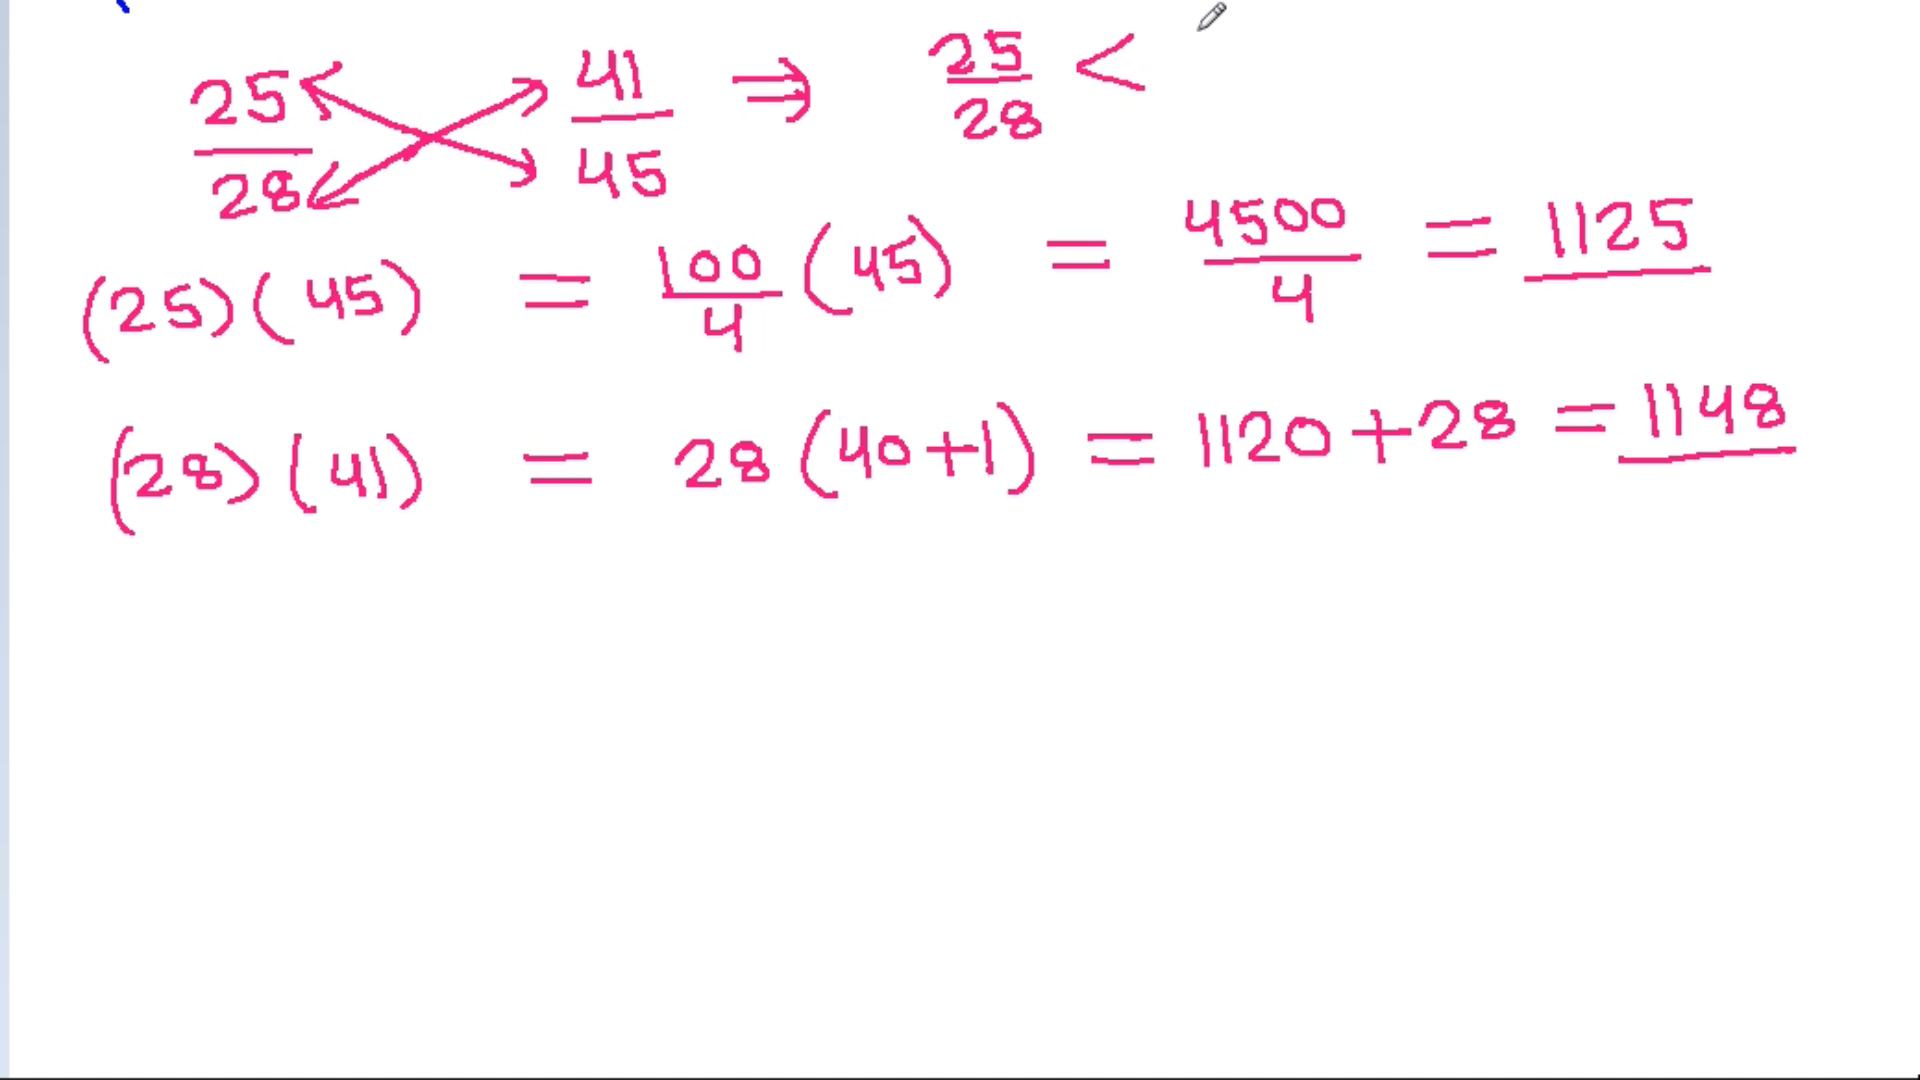 25/28 41/45 ⇒ 25/28 <
(25)(45) = 100/4 (45) = 4500/4 = 1125
(28)(41) = 28(40+1) = 1120+28 = 1148